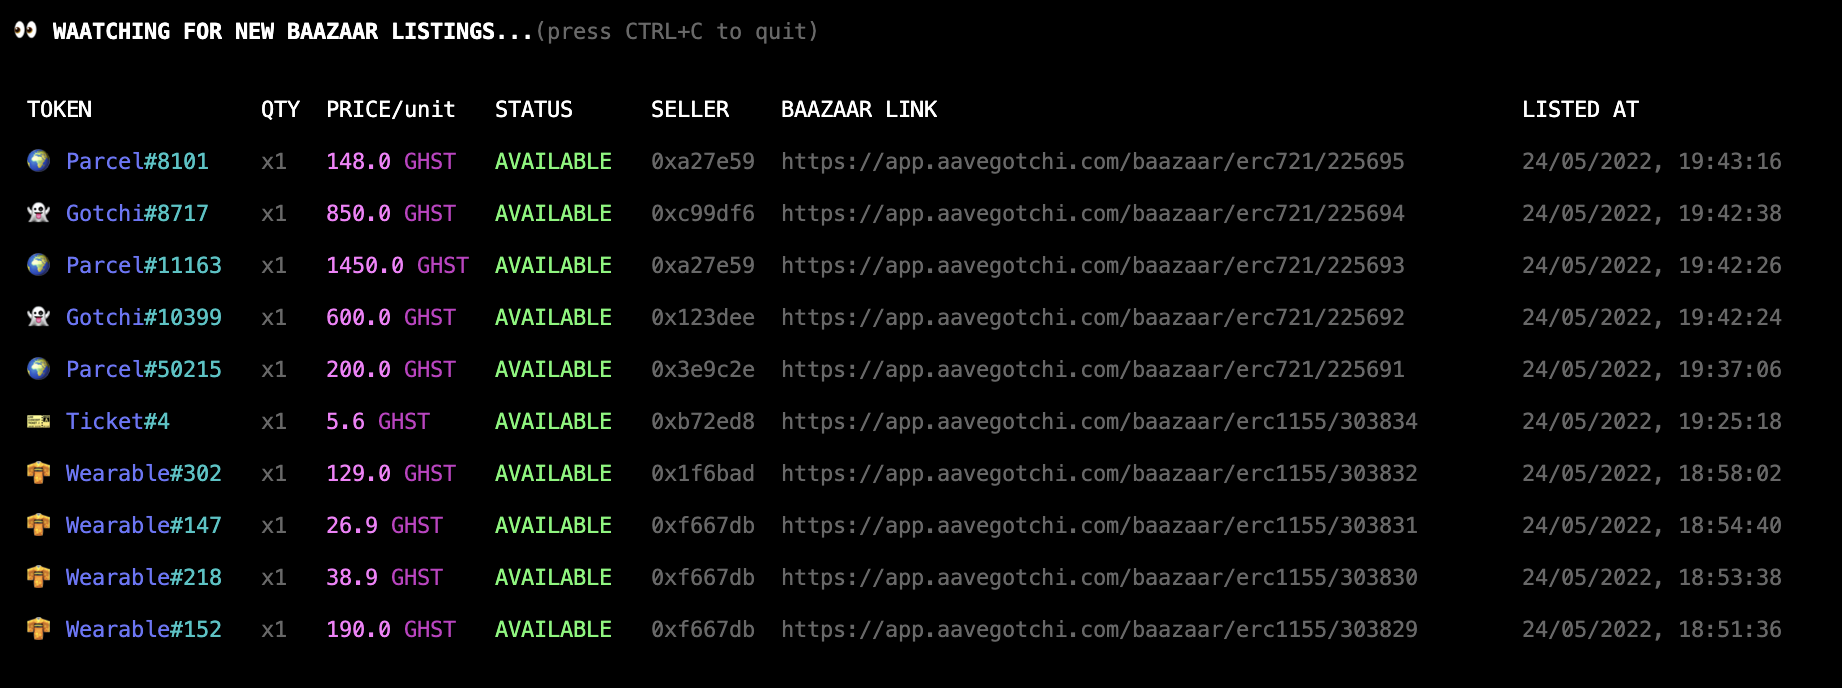 👀 WAATCHING FOR NEW BAAZAAR LISTINGS...(press CTRL+C to quit)
TOKEN QTY PRICE/unit STATUS SELLER BAAZAAR LINK LISTED AT
🌍 Parcel#8101 x1 148.0 GHST AVAILABLE 0xa27e59 https://app.aavegotchi.com/baazaar/erc721/225695 24/05/2022, 19:43:16
👻 Gotchi#8717 x1 850.0 GHST AVAILABLE 0xc99df6 https://app.aavegotchi.com/baazaar/erc721/225694 24/05/2022, 19:42:38
🌍 Parcel#11163 x1 1450.0 GHST AVAILABLE 0xa27e59 https://app.aavegotchi.com/baazaar/erc721/225693 24/05/2022, 19:42:26
👻 Gotchi#10399 x1 600.0 GHST AVAILABLE 0x123dee https://app.aavegotchi.com/baazaar/erc721/225692 24/05/2022, 19:42:24
🌍 Parcel#50215 x1 200.0 GHST AVAILABLE 0x3e9c2e https://app.aavegotchi.com/baazaar/erc721/225691 24/05/2022, 19:37:06
🎫 Ticket#4 x1 5.6 GHST AVAILABLE 0xb72ed8 https://app.aavegotchi.com/baazaar/erc1155/303834 24/05/2022, 19:25:18
👘 Wearable#302 x1 129.0 GHST AVAILABLE 0x1f6bad https://app.aavegotchi.com/baazaar/erc1155/303832 24/05/2022, 18:58:02
👘 Wearable#147 x1 26.9 GHST AVAILABLE 0xf667db https://app.aavegotchi.com/baazaar/erc1155/303831 24/05/2022, 18:54:40
👘 Wearable#218 x1 38.9 GHST AVAILABLE 0xf667db https://app.aavegotchi.com/baazaar/erc1155/303830 24/05/2022, 18:53:38
👘 Wearable#152 x1 190.0 GHST AVAILABLE 0xf667db https://app.aavegotchi.com/baazaar/erc1155/303829 24/05/2022, 18:51:36